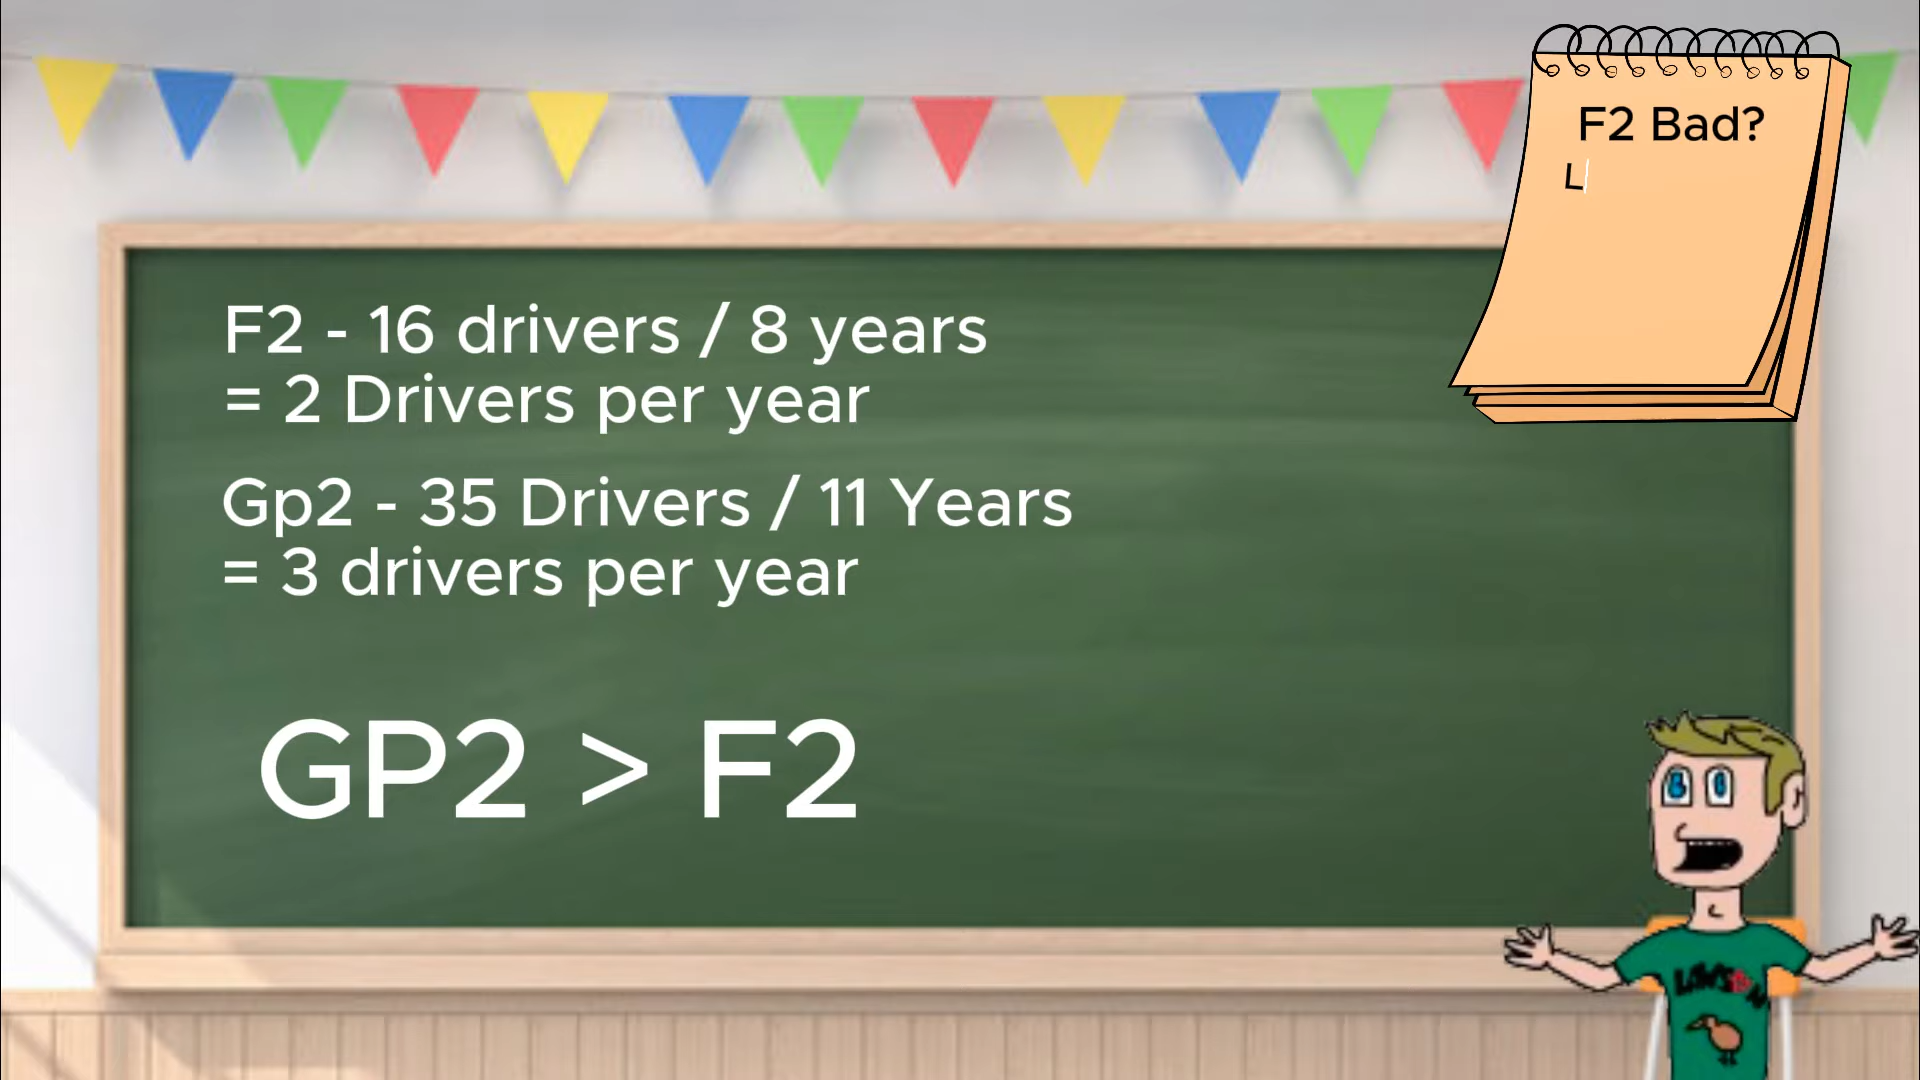 F2 Bad?
L
F2 - 16 drivers / 8 years
= 2 Drivers per year
Gp2 - 35 Drivers / 11 Years
= 3 drivers per year
GP2 > F2
LAWSON